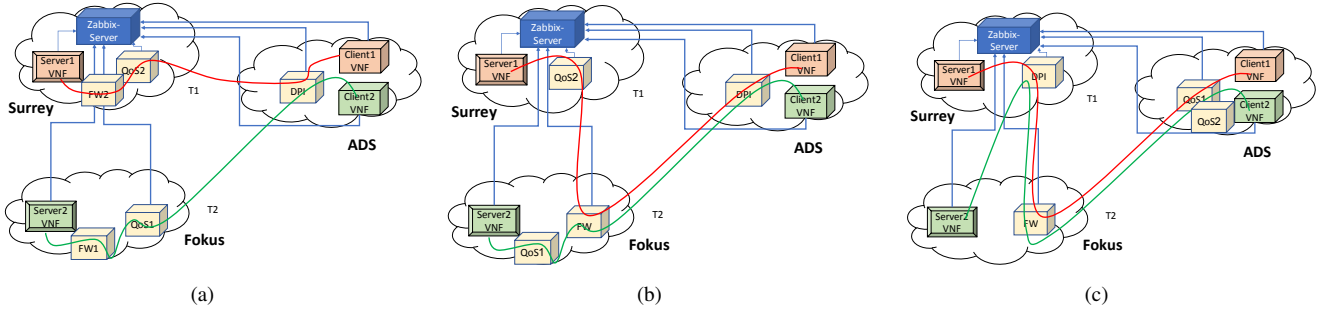 Zabbix-
Server
Server1
VNF
QoS2
FW2
Surrey
T1
Client1
VNF
DPI
Client2
VNF
ADS
Server2
VNF
QoS1
FW1
T2
Fokus
(a)
Zabbix-
Server
Server1
VNF
QoS2
Surrey
T1
Client1
VNF
DPI
Client2
VNF
ADS
Server2
VNF
FW
QoS1
T2
Fokus
(b)
Zabbix-
Server
Server1
VNF
DPI
Surrey
T1
Client1
VNF
QoS1
Client2
VNF
QoS2
ADS
Server2
VNF
FW
T2
Fokus
(c)